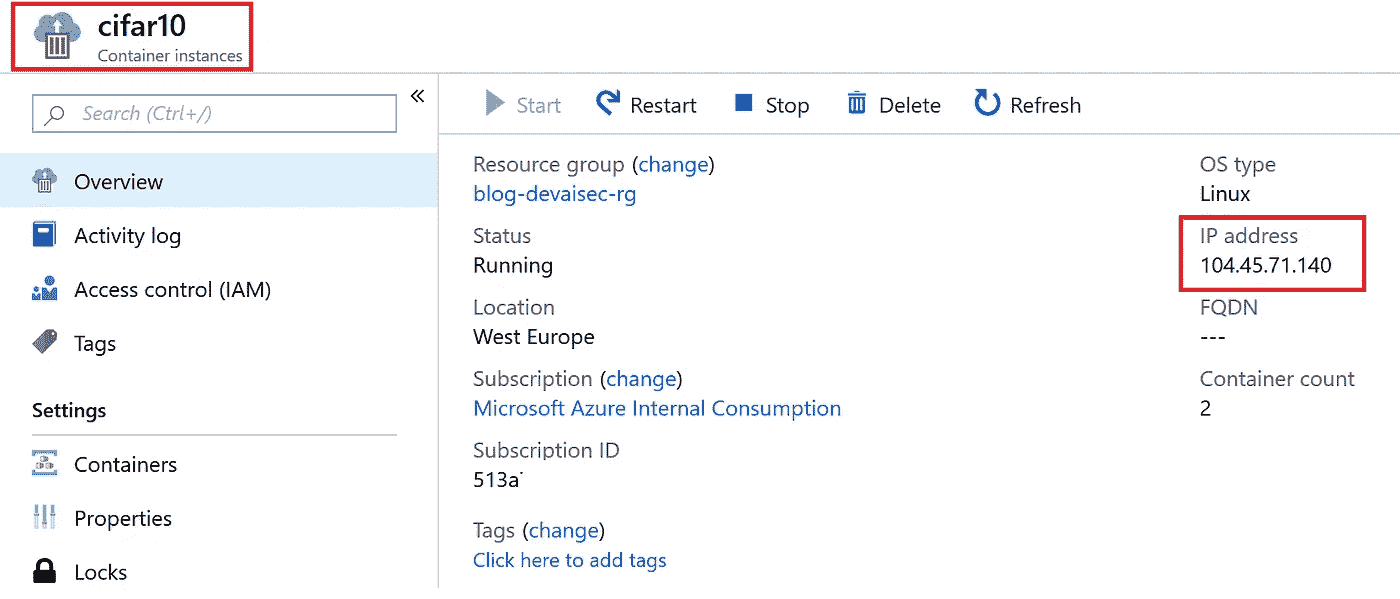 cifar10
Container instances
Search (Ctrl+/)
«
Overview
Activity log
Access control (IAM)
Tags
Settings
Containers
Properties
Locks
Start Restart Stop Delete Refresh
Resource group (change)
blog-devaisec-rg
Status
Running
Location
West Europe
Subscription (change)
Microsoft Azure Internal Consumption
Subscription ID
513a
Tags (change)
Click here to add tags
OS type
Linux
IP address
104.45.71.140
FQDN
---
Container count
2